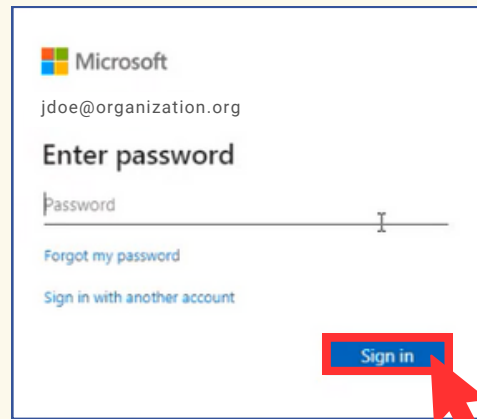 Microsoft
jdoe@organization.org
Enter password
Password
Forgot my password
Sign in with another account
Sign in